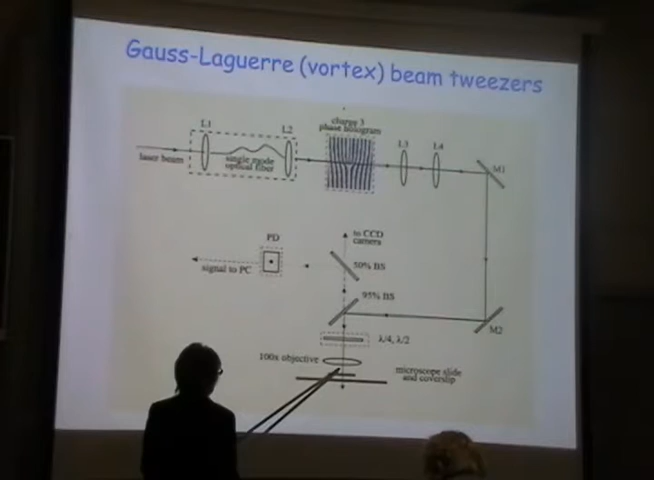 Gauss-Laguerre (vortex) beam tweezers
charge 3
phase hologram
L1
L2
L3
L4
laser beam
single mode
optical fiber
M1
to CCD
camera
PD
signal to PC
50% BS
95% BS
M2
λ/4, λ/2
100x objective
microscope slide
and coverslip